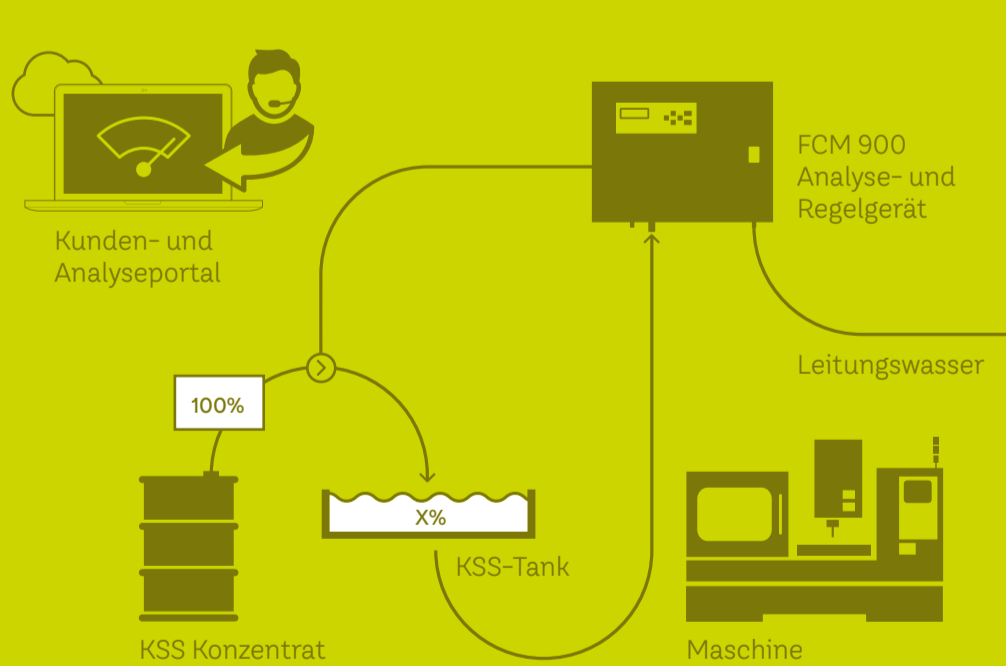 Kunden- und
Analyseportal
FCM 900
Analyse- und
Regelgerät
Leitungswasser
100%
X%
KSS-Tank
KSS Konzentrat
Maschine